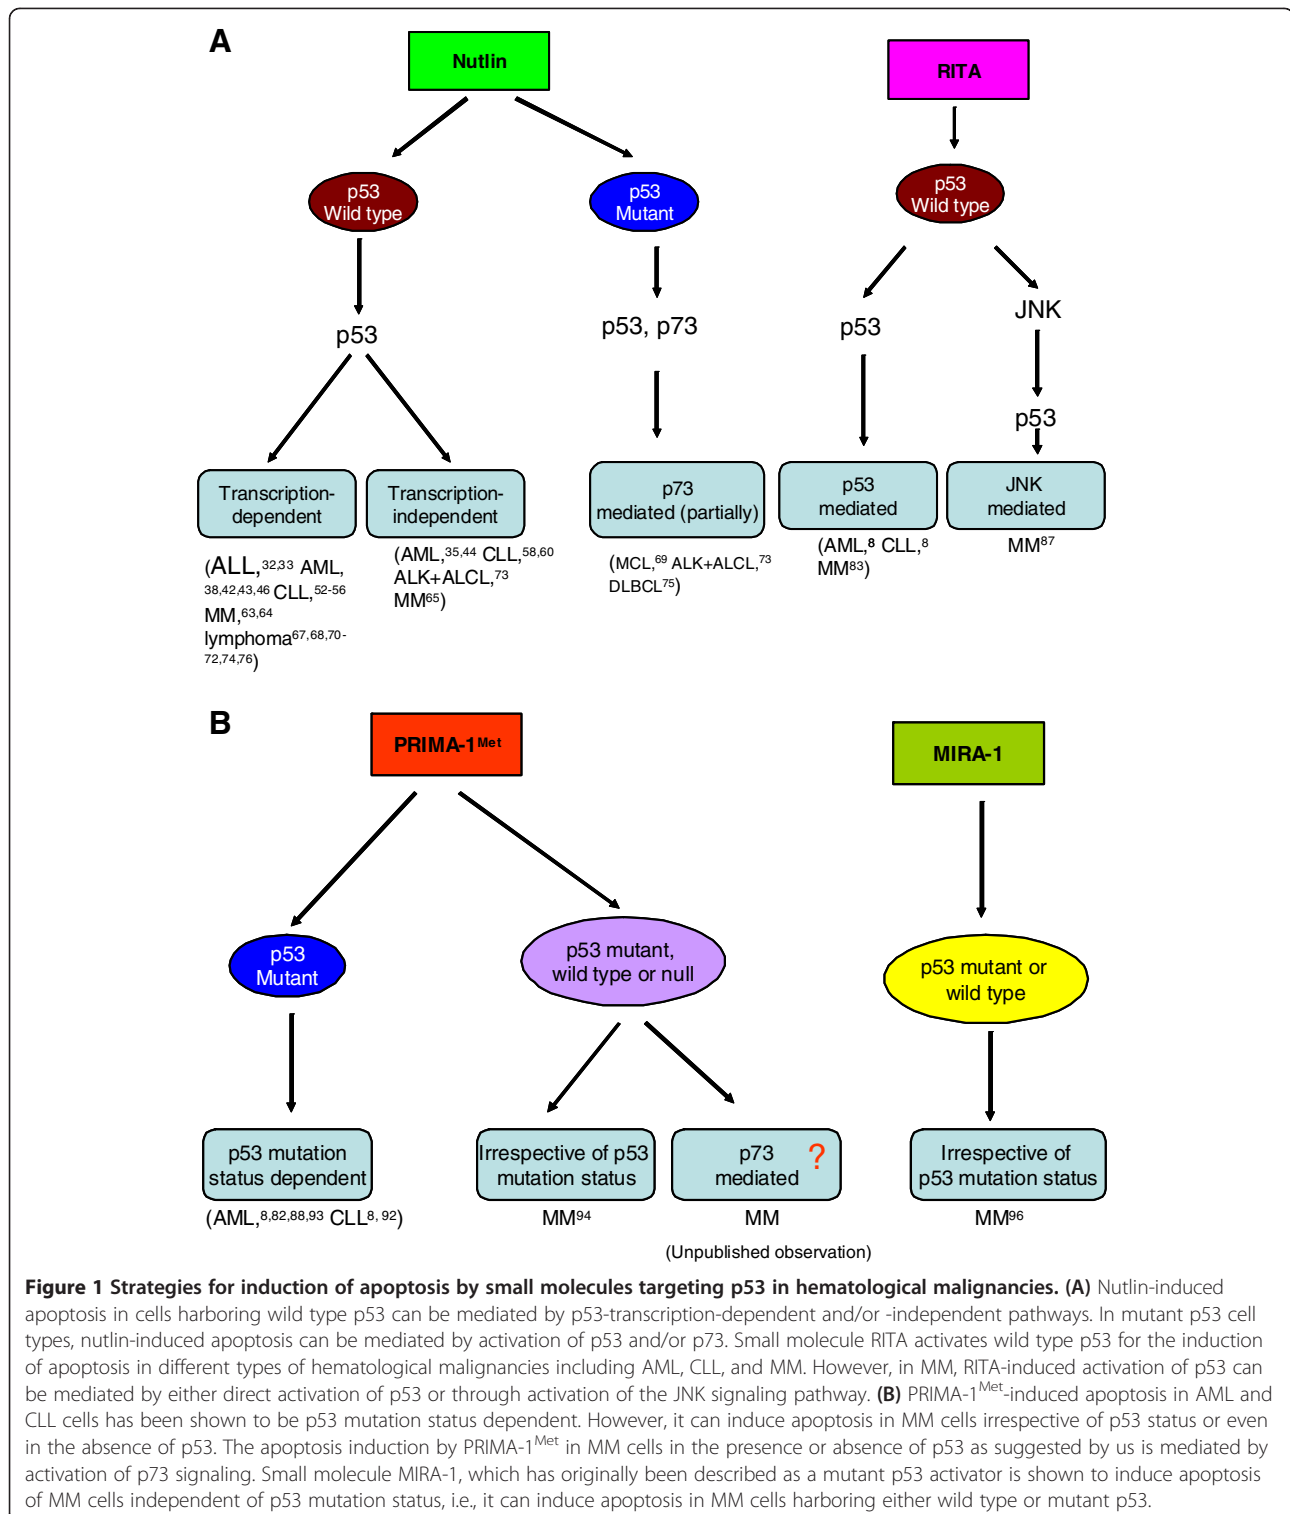 A
Nutlin
RITA
p53
Wild type
p53
Mutant
p53
Wild type
p53
p53, p73
p53
JNK
p53
Transcription-
dependent
Transcription-
independent
p73
mediated (partially)
p53
mediated
JNK
mediated
(ALL,32,33 AML,
38,42,43,46 CLL,52-56
MM,63,64
lymphoma67,68,70-
72,74,76)
(AML,35,44 CLL,58,60
ALK+ALCL,73
MM65)
(MCL,69 ALK+ALCL,73
DLBCL75)
(AML,8 CLL,8
MM83)
MM87
B
PRIMA-1Met
MIRA-1
p53
Mutant
p53 mutant,
wild type or null
p53 mutant or
wild type
p53 mutation
status dependent
Irrespective of p53
mutation status
p73
mediated
?
Irrespective of
p53 mutation status
(AML,8,82,88,93 CLL8, 92)
MM94
MM
(Unpublished observation)
MM96
Figure 1 Strategies for induction of apoptosis by small molecules targeting p53 in hematological malignancies. (A) Nutlin-induced
apoptosis in cells harboring wild type p53 can be mediated by p53-transcription-dependent and/or -independent pathways. In mutant p53 cell
types, nutlin-induced apoptosis can be mediated by activation of p53 and/or p73. Small molecule RITA activates wild type p53 for the induction
of apoptosis in different types of hematological malignancies including AML, CLL, and MM. However, in MM, RITA-induced activation of p53 can
be mediated by either direct activation of p53 or through activation of the JNK signaling pathway. (B) PRIMA-1Met-induced apoptosis in AML and
CLL cells has been shown to be p53 mutation status dependent. However, it can induce apoptosis in MM cells irrespective of p53 status or even
in the absence of p53. The apoptosis induction by PRIMA-1Met in MM cells in the presence or absence of p53 as suggested by us is mediated by
activation of p73 signaling. Small molecule MIRA-1, which has originally been described as a mutant p53 activator is shown to induce apoptosis
of MM cells independent of p53 mutation status, i.e., it can induce apoptosis in MM cells harboring either wild type or mutant p53.